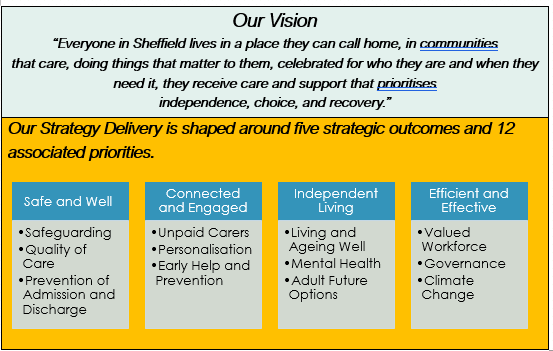 Our Vision
“Everyone in Sheffield lives in a place they can call home, in communities
that care, doing things that matter to them, celebrated for who they are and when they
need it, they receive care and support that prioritises
independence, choice, and recovery.”
Our Strategy Delivery is shaped around five strategic outcomes and 12
associated priorities.
Safe and Well
•Safeguarding
•Quality of
Care
•Prevention of
Admission and
Discharge
Connected
and Engaged
•Unpaid Carers
•Personalisation
•Early Help and
Prevention
Independent
Living
•Living and
Ageing Well
•Mental Health
•Adult Future
Options
Efficient and
Effective
•Valued
Workforce
•Governance
•Climate
Change